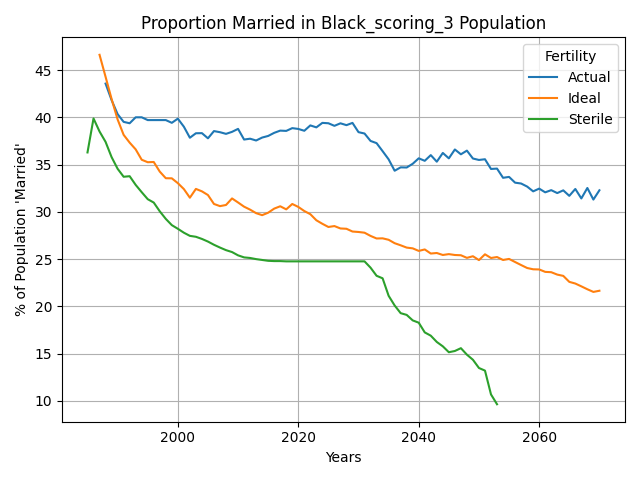 Proportion Married in Black_scoring_3 Population
Fertility
Actual
Ideal
Sterile
% of Population 'Married'
45
40
35
30
25
20
15
10
2000 2020 2040 2060
Years